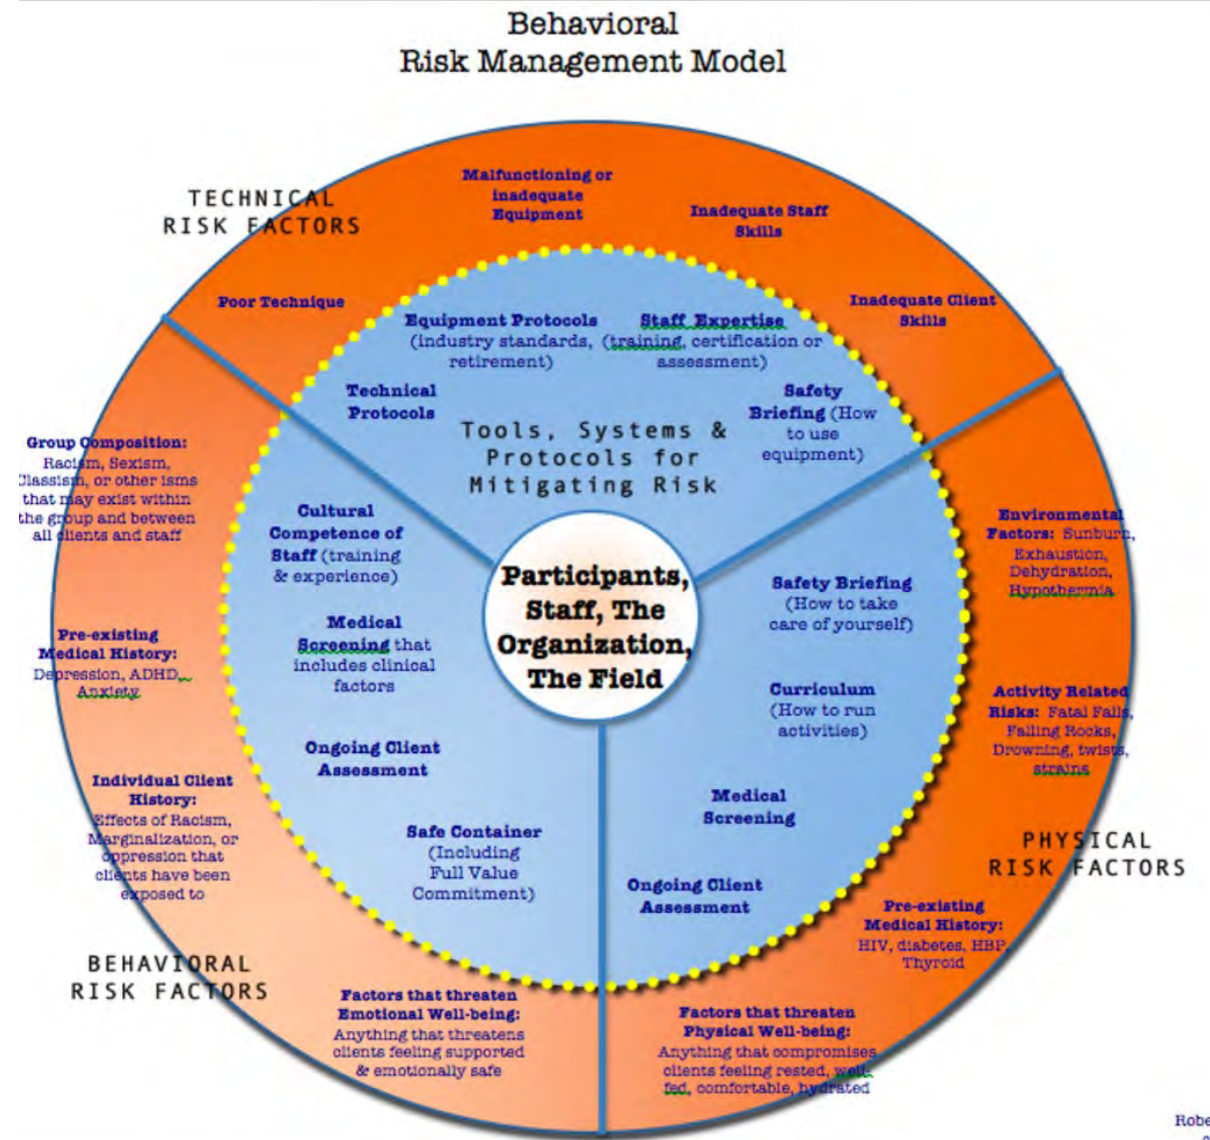 Behavioral
Risk Management Model
TECHNICAL
RISK FACTORS
Malfunctioning or
inadequate
Equipment
Inadequate Staff
Skills
Poor Technique
Inadequate Client
Skills
Equipment Protocols
(industry standards,
retirement)
Staff Expertise
(training, certification or
assessment)
Technical
Protocols
Safety
Briefing (How
to use
equipment)
Tools, Systems &
Protocols for
Mitigating Risk
Group Composition:
Racism, Sexism,
Classism, or other isms
that may exist within
the group and between
all clients and staff
Cultural
Competence of
Staff (training
& experience)
Medical
Screening that
includes clinical
factors
Ongoing Client
Assessment
Safe Container
(Including
Full Value
Commitment)
Participants,
Staff, The
Organization,
The Field
Safety Briefing
(How to take
care of yourself)
Curriculum
(How to run
activities)
Medical
Screening
Ongoing Client
Assessment
Environmental
Factors: Sunburn,
Exhaustion,
Dehydration,
Hypothermia
Activity Related
Risks: Fatal Falls,
Falling Rocks,
Drowning, twists,
strains
PHYSICAL
RISK FACTORS
Pre-existing
Medical History:
HIV, diabetes, HBP,
Thyroid
Pre-existing
Medical History:
Depression, ADHD,
Anxiety
Individual Client
History:
Effects of Racism,
Marginalization, or
oppression that
clients have been
exposed to
BEHAVIORAL
RISK FACTORS
Factors that threaten
Emotional Well-being:
Anything that threatens
clients feeling supported
& emotionally safe
Factors that threaten
Physical Well-being:
Anything that compromises
clients feeling rested, well-
fed, comfortable, hydrated
Robe